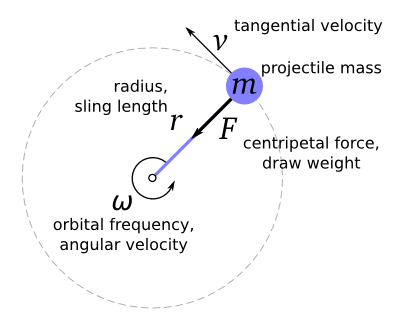 tangential velocity
v
projectile mass
m
radius,
sling length
r
F
centripetal force,
draw weight
ω
orbital frequency,
angular velocity